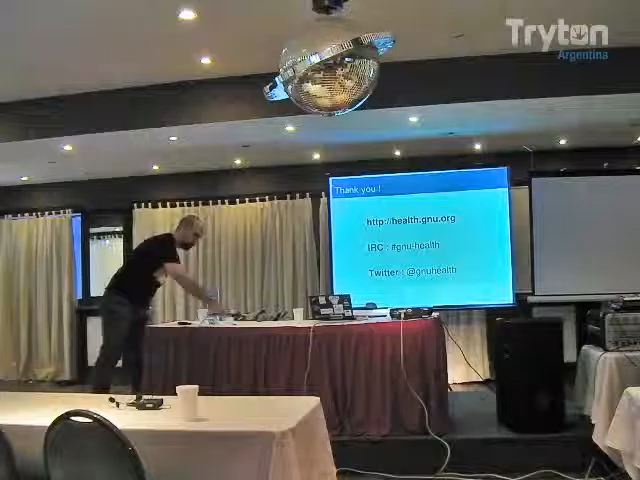 Tryton
Argentina
Thank you !
http://health.gnu.org
IRC : #gnu-health
Twitter : @gnuhealth